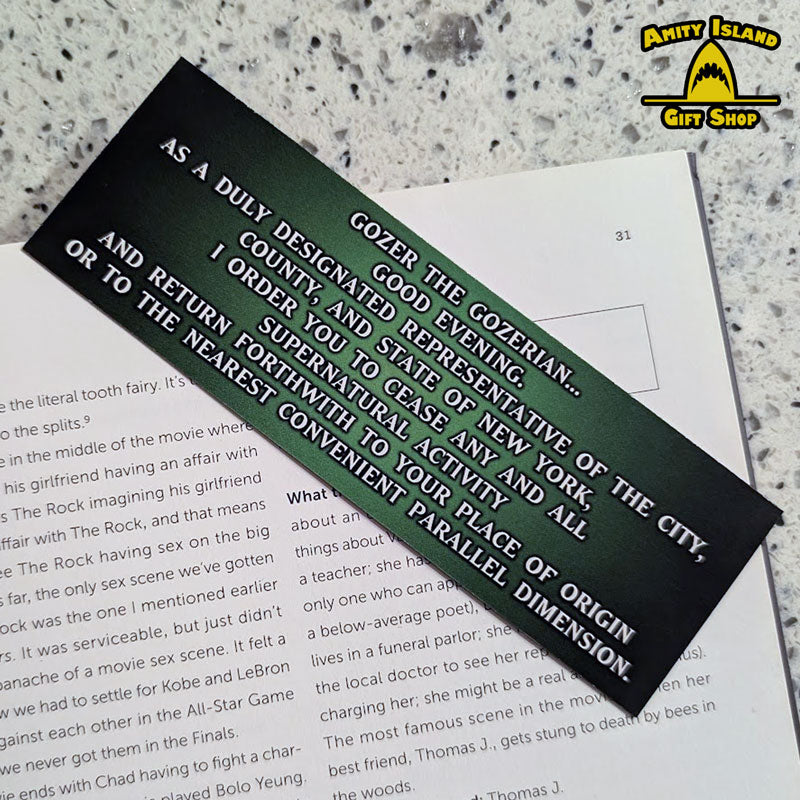 AMITY ISLAND
GIFT SHOP
GOZER THE GOZERIAN...
GOOD EVENING.
AS A DULY DESIGNATED REPRESENTATIVE OF THE CITY,
COUNTY, AND STATE OF NEW YORK,
I ORDER YOU TO CEASE ANY AND ALL
SUPERNATURAL ACTIVITY
AND RETURN FORTHWITH TO YOUR PLACE OF ORIGIN
OR TO THE NEAREST CONVENIENT PARALLEL DIMENSION.
31
the literal tooth fairy. It's
o the splits.⁹
in the middle of the movie where
his girlfriend having an affair with
s The Rock imagining his girlfriend
ffair with The Rock, and that means
ee The Rock having sex on the big
s far, the only sex scene we've gotten
ock was the one I mentioned earlier
rs. It was serviceable, but just didn't
panache of a movie sex scene. It felt a
w we had to settle for Kobe and LeBron
gainst each other in the All-Star Game
we never got them in the Finals.
ie ends with Chad having to fight a char-
played Bolo Yeung.
What
about an
things about
a teacher; she has
only one who can
a below-average poet),
lives in a funeral parlor; she
the local doctor to see her
charging her; she might be a real
The most famous scene in the when her
best friend, Thomas J., gets stung to death by bees in
the woods.
Thomas J.